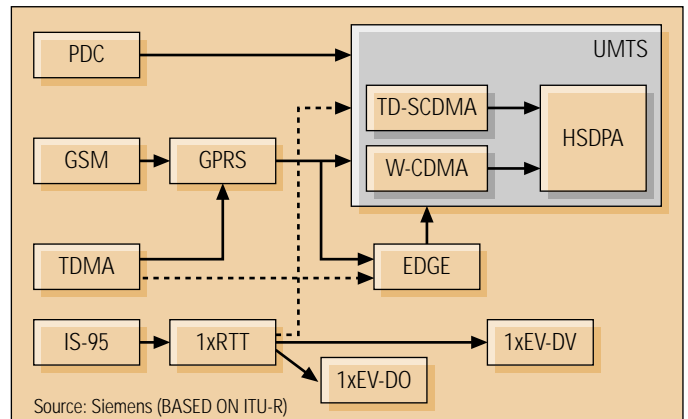 PDC
UMTS
TD-SCDMA
HSDPA
GSM
GPRS
W-CDMA
TDMA
EDGE
IS-95
1xRTT
1xEV-DV
1xEV-DO
Source: Siemens (BASED ON ITU-R)